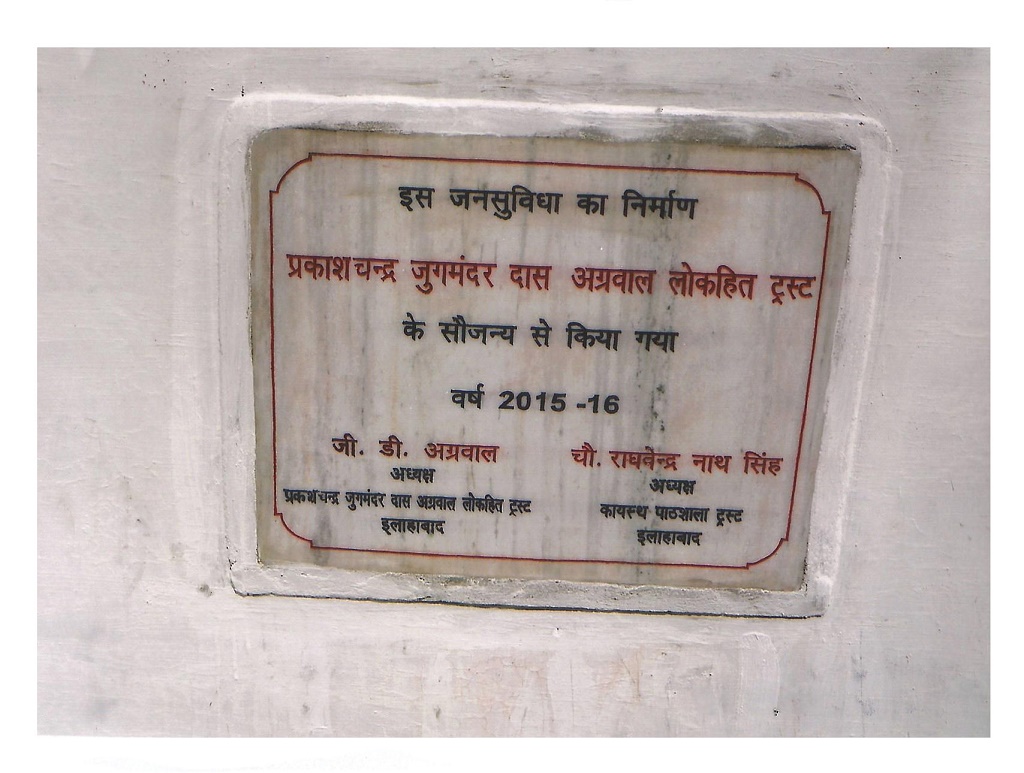 इस जनसुविधा का निर्माण
प्रकाशचन्द्र जुगमंदर दास अग्रवाल लोकहित ट्रस्ट
के सौजन्य से किया गया
वर्ष 2015-16
जी. डी. अग्रवाल
अध्यक्ष
प्रकाशचन्द्र जुगमंदर दास अग्रवाल लोकहित ट्रस्ट
इलाहाबाद
चौ. राघवेन्द्र नाथ सिंह
अध्यक्ष
कायस्थ पाठशाला ट्रस्ट
इलाहाबाद